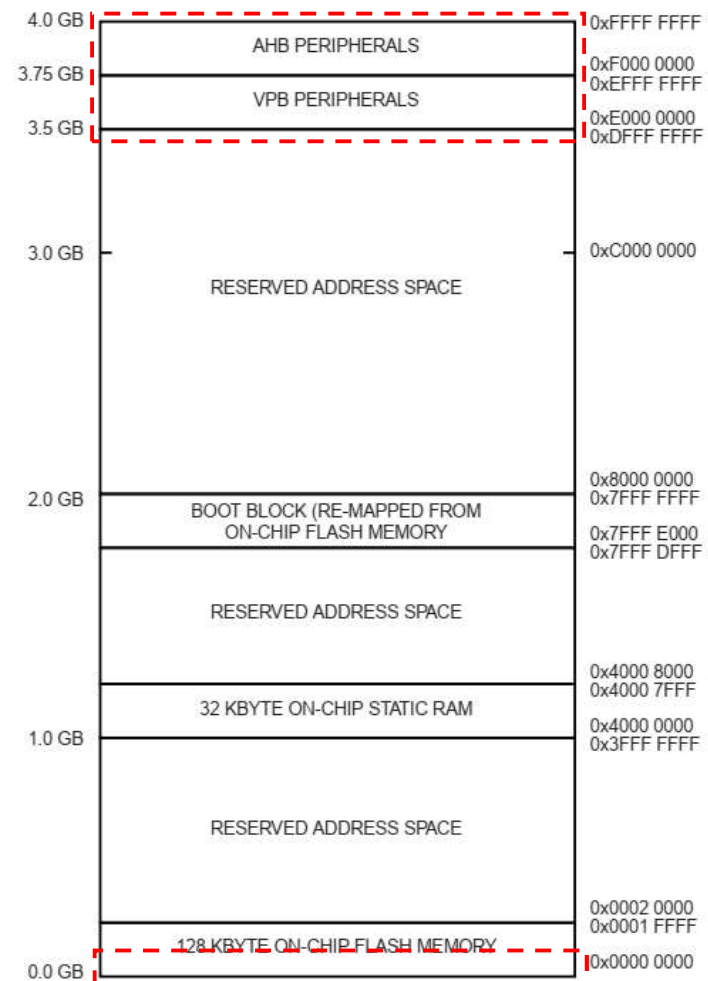 4.0 GB
0xFFFF FFFF
AHB PERIPHERALS
0xF000 0000
3.75 GB
0xEFFF FFFF
VPB PERIPHERALS
0xE000 0000
3.5 GB
0xDFFF FFFF
3.0 GB
0xC000 0000
RESERVED ADDRESS SPACE
0x8000 0000
2.0 GB
0x7FFF FFFF
BOOT BLOCK (RE-MAPPED FROM
ON-CHIP FLASH MEMORY
0x7FFF E000
0x7FFF DFFF
RESERVED ADDRESS SPACE
0x4000 8000
0x4000 7FFF
32 KBYTE ON-CHIP STATIC RAM
0x4000 0000
1.0 GB
0x3FFF FFFF
RESERVED ADDRESS SPACE
0x0002 0000
0x0001 FFFF
128 KBYTE ON-CHIP FLASH MEMORY
0x0000 0000
0.0 GB